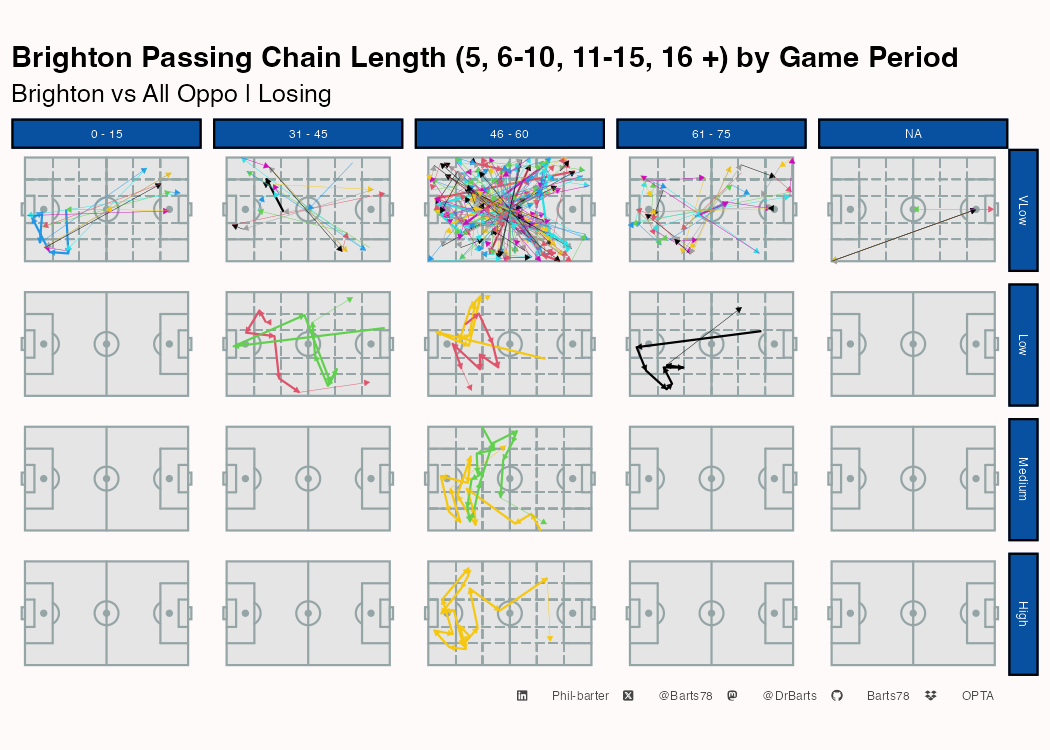 Brighton Passing Chain Length (5, 6-10, 11-15, 16 +) by Game Period
Brighton vs All Oppo | Losing
0 - 15 31 - 45 46 - 60 61 - 75 NA
VLow
Low
Medium
High
Phil-barter @Barts78 @DrBarts Barts78 OPTA